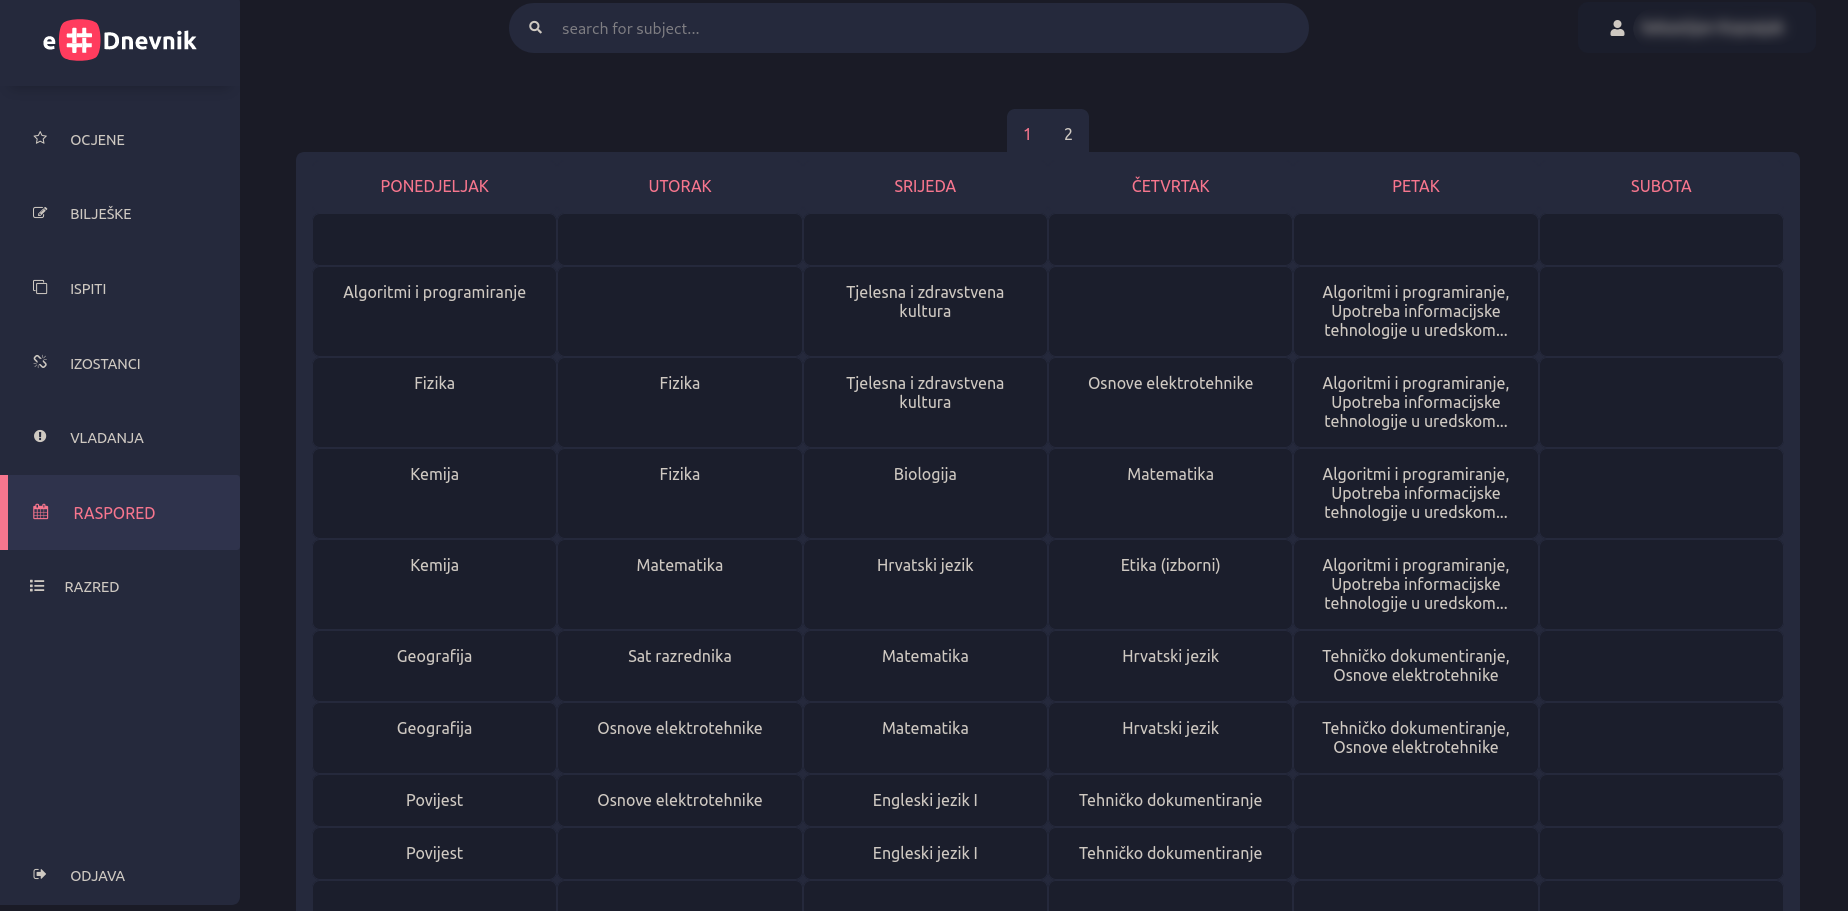 e Dnevnik
search for subject...
OCJENE
BILJEŠKE
ISPITI
IZOSTANCI
VLADANJA
RASPORED
RAZRED
ODJAVA
1 2
PONEDJELJAK UTORAK SRIJEDA ČETVRTAK PETAK SUBOTA
Algoritmi i programiranje Tjelesna i zdravstvena Algoritmi i programiranje,
kultura Upotreba informacijske
tehnologije u uredskom...
Fizika Fizika Tjelesna i zdravstvena Osnove elektrotehnike Algoritmi i programiranje,
kultura Upotreba informacijske
tehnologije u uredskom...
Kemija Fizika Biologija Matematika Algoritmi i programiranje,
Upotreba informacijske
tehnologije u uredskom...
Kemija Matematika Hrvatski jezik Etika (izborni) Algoritmi i programiranje,
Upotreba informacijske
tehnologije u uredskom...
Geografija Sat razrednika Matematika Hrvatski jezik Tehničko dokumentiranje,
Osnove elektrotehnike
Geografija Osnove elektrotehnike Matematika Hrvatski jezik Tehničko dokumentiranje,
Osnove elektrotehnike
Povijest Osnove elektrotehnike Engleski jezik I Tehničko dokumentiranje
Povijest Engleski jezik I Tehničko dokumentiranje